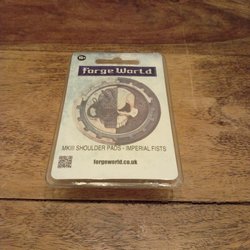 Forge World
MKIII SHOULDER PADS - IMPERIAL FISTS
forgeworld.co.uk